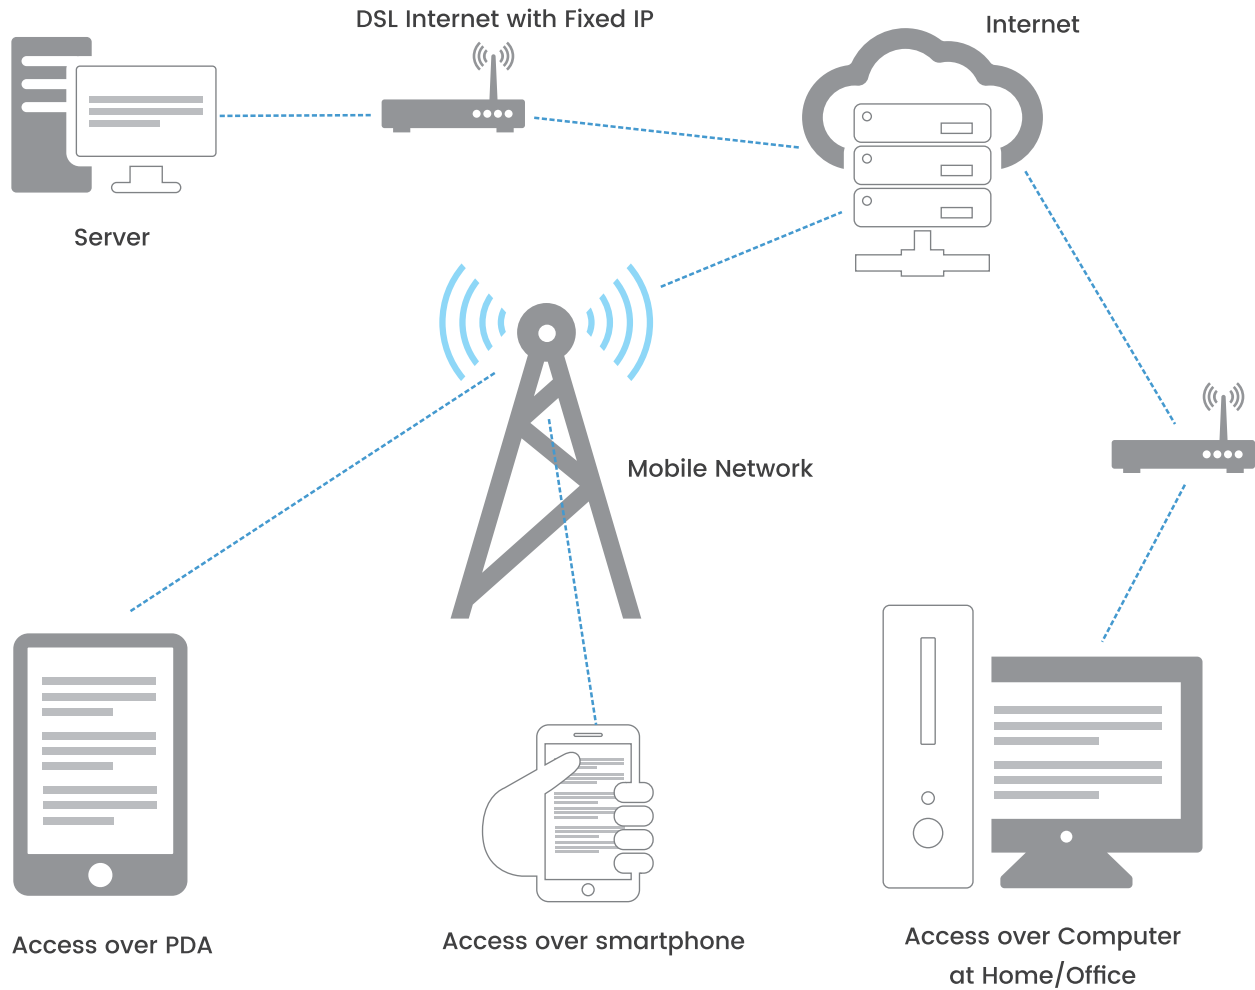 DSL Internet with Fixed IP
Internet
Server
Mobile Network
Access over PDA
Access over smartphone
Access over Computer
at Home/Office